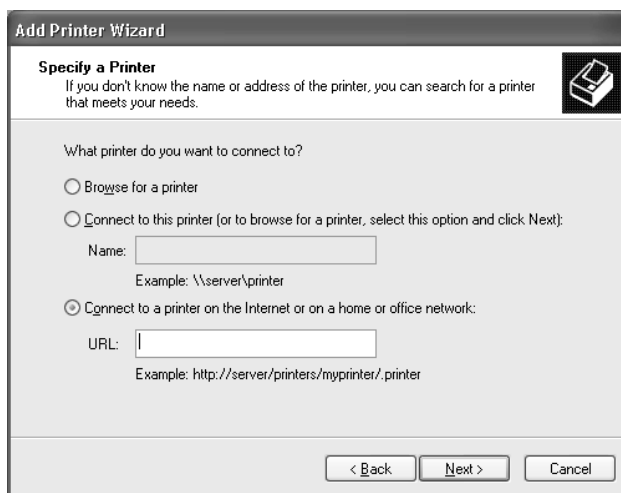 Add Printer Wizard
Specify a Printer
If you don't know the name or address of the printer, you can search for a printer
that meets your needs.
What printer do you want to connect to?
Browse for a printer
Connect to this printer (or to browse for a printer, select this option and click Next):
Name:
Example: \\server\printer
Connect to a printer on the Internet or on a home or office network:
URL:
Example: http://server/printers/myprinter/.printer
< Back Next > Cancel